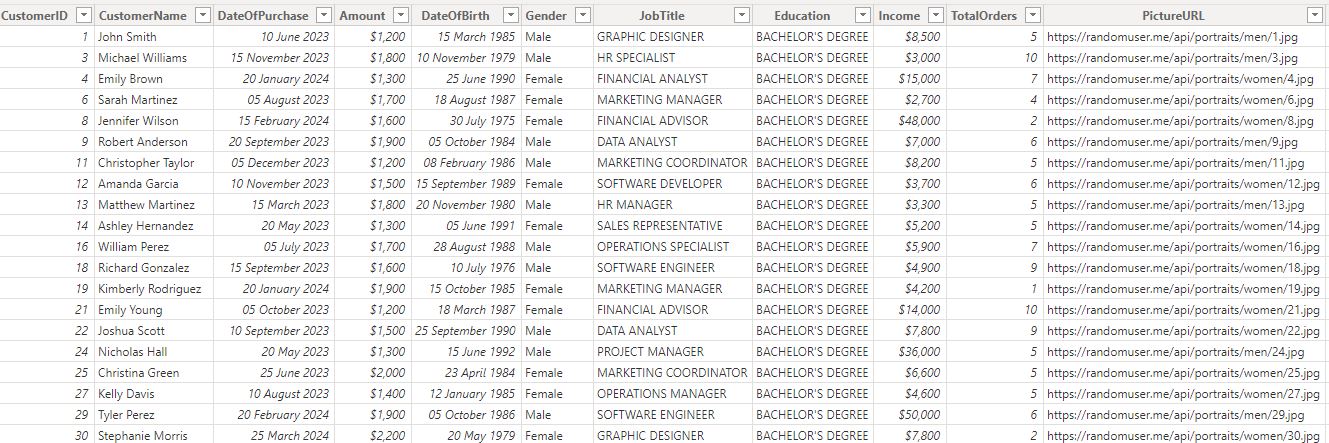 CustomerID CustomerName DateOfPurchase Amount DateOfBirth Gender JobTitle Education Income TotalOrders PictureURL
1 John Smith 10 June 2023 $1,200 15 March 1985 Male GRAPHIC DESIGNER BACHELOR'S DEGREE $8,500 5 https://randomuser.me/api/portraits/men/1.jpg
3 Michael Williams 15 November 2023 $1,800 10 November 1979 Male HR SPECIALIST BACHELOR'S DEGREE $3,000 10 https://randomuser.me/api/portraits/men/3.jpg
4 Emily Brown 20 January 2024 $1,300 25 June 1990 Female FINANCIAL ANALYST BACHELOR'S DEGREE $15,000 7 https://randomuser.me/api/portraits/women/4.jpg
6 Sarah Martinez 05 August 2023 $1,700 18 August 1987 Female MARKETING MANAGER BACHELOR'S DEGREE $2,700 4 https://randomuser.me/api/portraits/women/6.jpg
8 Jennifer Wilson 15 February 2024 $1,600 30 July 1975 Female FINANCIAL ADVISOR BACHELOR'S DEGREE $48,000 2 https://randomuser.me/api/portraits/women/8.jpg
9 Robert Anderson 20 September 2023 $1,900 05 October 1984 Male DATA ANALYST BACHELOR'S DEGREE $7,000 6 https://randomuser.me/api/portraits/men/9.jpg
11 Christopher Taylor 05 December 2023 $1,200 08 February 1986 Male MARKETING COORDINATOR BACHELOR'S DEGREE $8,200 5 https://randomuser.me/api/portraits/men/11.jpg
12 Amanda Garcia 10 November 2023 $1,500 15 September 1989 Female SOFTWARE DEVELOPER BACHELOR'S DEGREE $3,700 6 https://randomuser.me/api/portraits/women/12.jpg
13 Matthew Martinez 15 March 2023 $1,800 20 November 1980 Male HR MANAGER BACHELOR'S DEGREE $3,300 5 https://randomuser.me/api/portraits/men/13.jpg
14 Ashley Hernandez 20 May 2023 $1,300 05 June 1991 Female SALES REPRESENTATIVE BACHELOR'S DEGREE $5,200 5 https://randomuser.me/api/portraits/women/14.jpg
16 William Perez 05 July 2023 $1,700 28 August 1988 Male OPERATIONS SPECIALIST BACHELOR'S DEGREE $5,900 7 https://randomuser.me/api/portraits/women/16.jpg
18 Richard Gonzalez 15 September 2023 $1,600 10 July 1976 Male SOFTWARE ENGINEER BACHELOR'S DEGREE $4,900 9 https://randomuser.me/api/portraits/women/18.jpg
19 Kimberly Rodriguez 20 January 2024 $1,900 15 October 1985 Male MARKETING MANAGER BACHELOR'S DEGREE $4,200 1 https://randomuser.me/api/portraits/women/19.jpg
21 Emily Young 05 October 2023 $1,200 18 March 1987 Female FINANCIAL ADVISOR BACHELOR'S DEGREE $14,000 10 https://randomuser.me/api/portraits/women/21.jpg
22 Joshua Scott 10 September 2023 $1,500 25 September 1990 Male DATA ANALYST BACHELOR'S DEGREE $7,800 9 https://randomuser.me/api/portraits/women/22.jpg
24 Nicholas Hall 20 May 2023 $1,300 15 June 1992 Male PROJECT MANAGER BACHELOR'S DEGREE $36,000 5 https://randomuser.me/api/portraits/men/24.jpg
25 Christina Green 25 June 2023 $2,000 23 April 1984 Female MARKETING COORDINATOR BACHELOR'S DEGREE $6,600 5 https://randomuser.me/api/portraits/women/25.jpg
27 Kelly Davis 10 August 2023 $1,400 12 January 1985 Female OPERATIONS MANAGER BACHELOR'S DEGREE $4,600 5 https://randomuser.me/api/portraits/women/27.jpg
29 Tyler Perez 20 February 2024 $1,900 05 October 1986 Male SOFTWARE ENGINEER BACHELOR'S DEGREE $50,000 6 https://randomuser.me/api/portraits/men/29.jpg
30 Stephanie Morris 25 March 2024 $2,200 20 May 1979 Female GRAPHIC DESIGNER BACHELOR'S DEGREE $7,800 2 https://randomuser.me/api/portraits/women/30.jpg